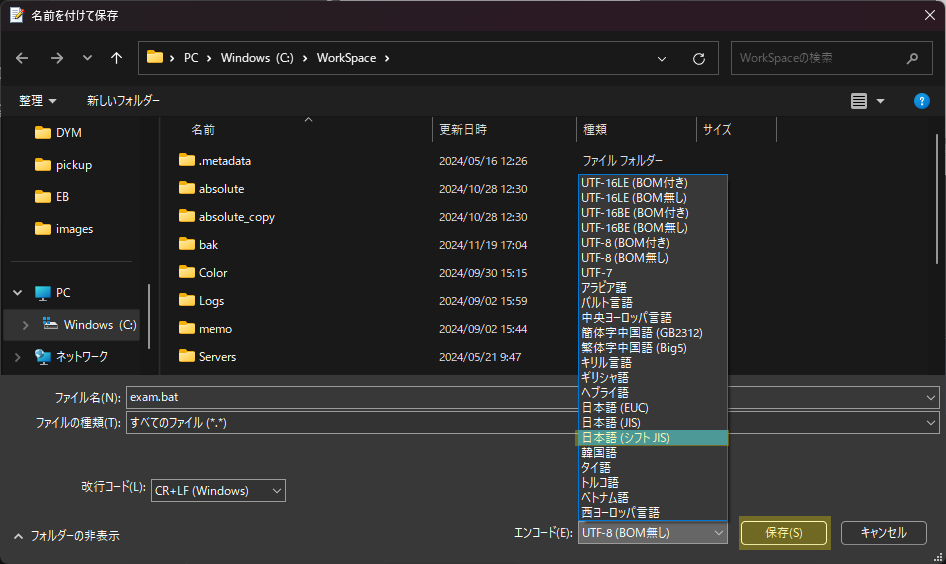 名前を付けて保存
PC › Windows (C:) › WorkSpace ›
WorkSpaceの検索
整理
新しいフォルダー
DYM
pickup
EB
images
PC
Windows (C:)
ネットワーク
名前 更新日時 種類 サイズ
.metadata 2024/05/16 12:26 ファイル フォルダー
absolute 2024/10/28 12:30
absolute_copy 2024/10/28 12:30
bak 2024/11/19 17:04
Color 2024/09/30 15:15
Logs 2024/09/02 15:59
memo 2024/09/02 15:44
Servers 2024/05/21 9:47
UTF-16LE (BOM付き)
UTF-16LE (BOM無し)
UTF-16BE (BOM付き)
UTF-16BE (BOM無し)
UTF-8 (BOM付き)
UTF-8 (BOM無し)
UTF-7
アラビア語
バルト言語
中央ヨーロッパ言語
簡体字中国語 (GB2312)
繁体字中国語 (Big5)
キリル言語
ギリシャ語
ヘブライ語
日本語 (EUC)
日本語 (JIS)
日本語 (シフトJIS)
韓国語
タイ語
トルコ語
ベトナム語
西ヨーロッパ言語
ファイル名(N): exam.bat
ファイルの種類(T): すべてのファイル (*.*)
改行コード(L): CR+LF (Windows)
フォルダーの非表示
エンコード(E): UTF-8 (BOM無し)
保存(S)
キャンセル